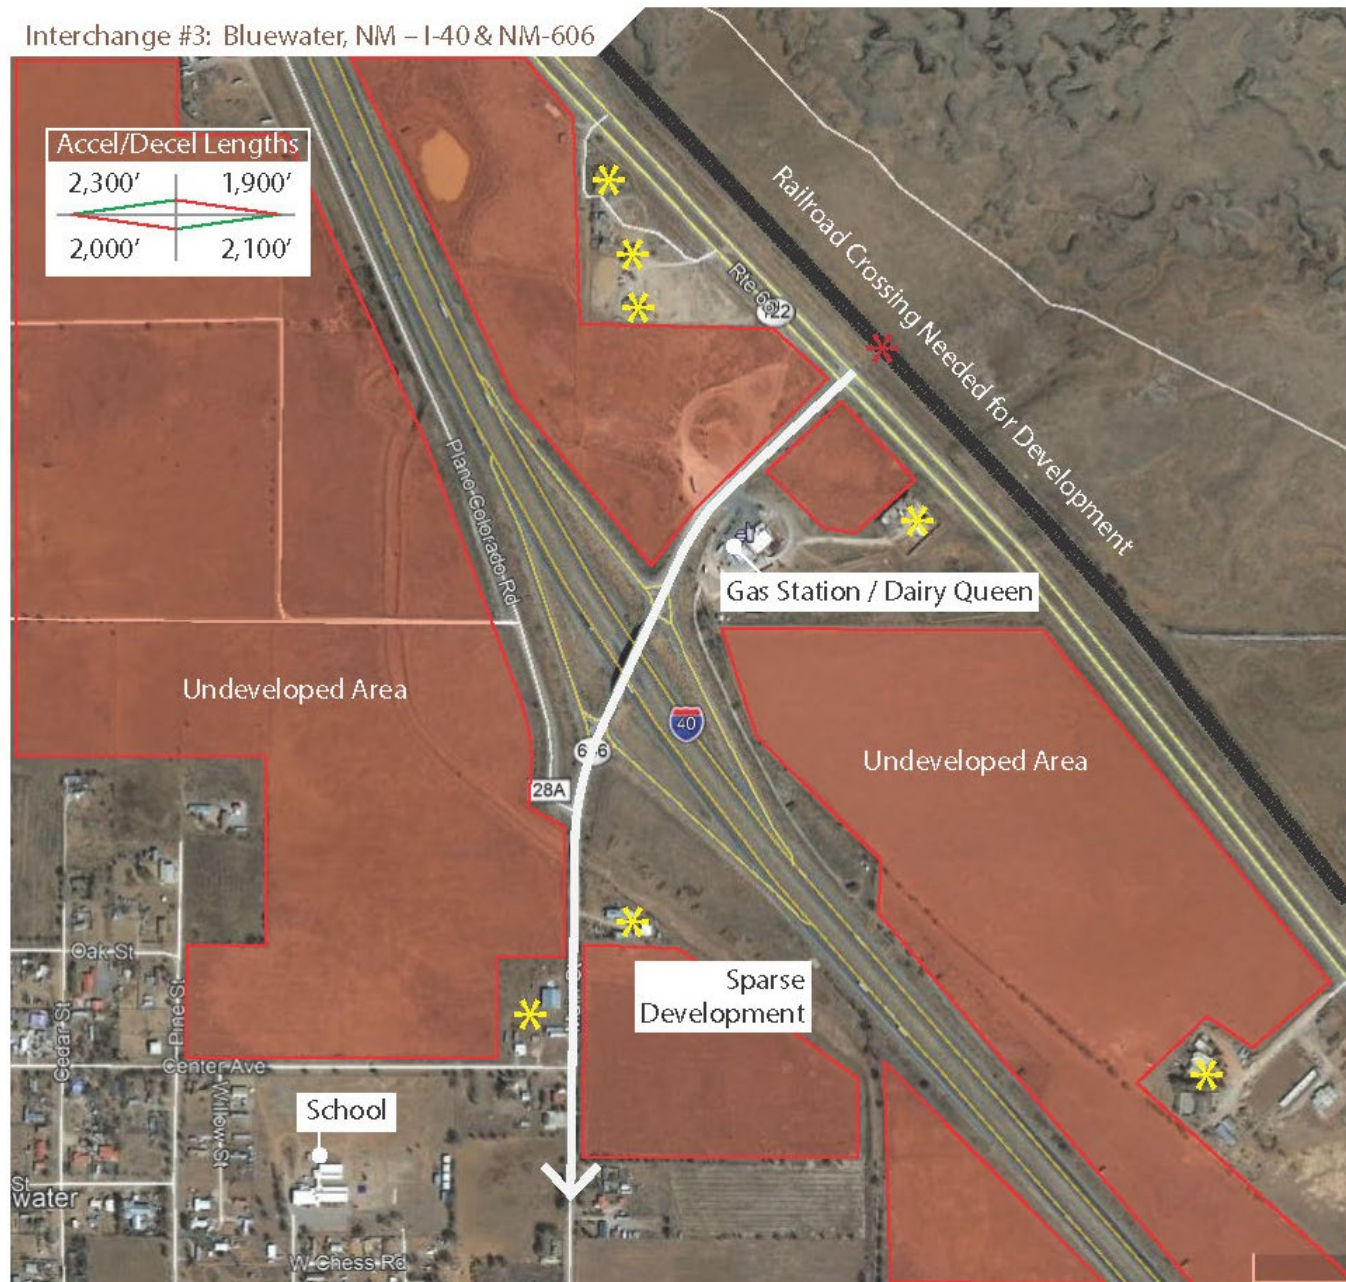 Interchange #3: Bluewater, NM – I-40 & NM-606
Accel/Decel Lengths
2,300’
1,900’
2,000’
2,100’
Railroad Crossing Needed for Development
Rte 66
122
Plano Colorado Rd
Gas Station / Dairy Queen
Undeveloped Area
40
Undeveloped Area
28A
Oak St
Sparse
Development
Cedar St
Pine St
Center Ave
Willow St
School
St
water
W Chess Rd